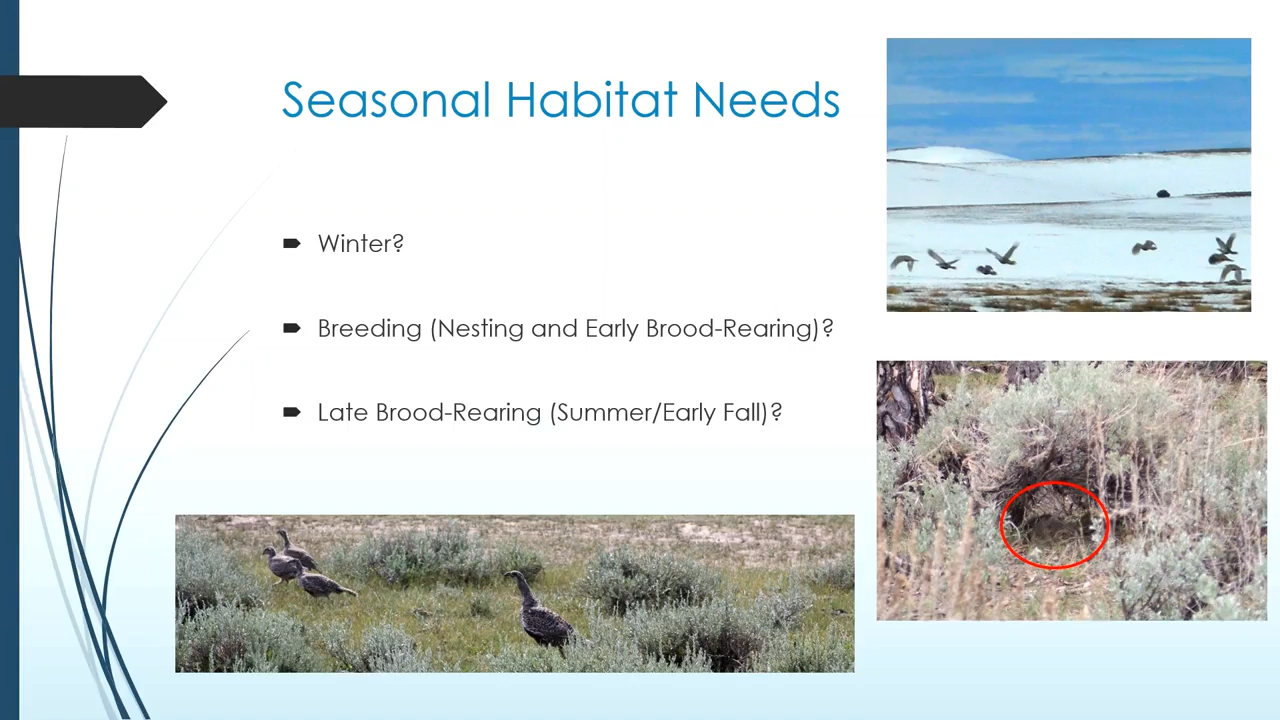 Seasonal Habitat Needs
Winter?
Breeding (Nesting and Early Brood-Rearing)?
Late Brood-Rearing (Summer/Early Fall)?